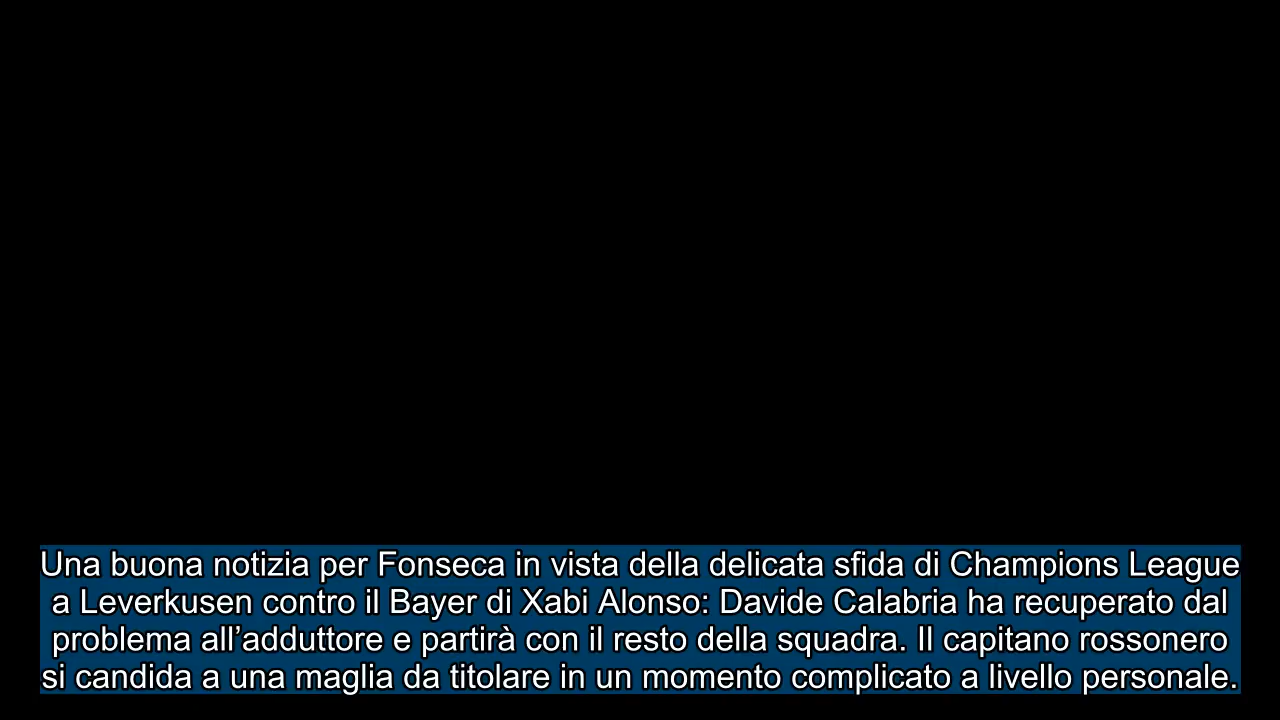 Una buona notizia per Fonseca in vista della delicata sfida di Champions League
a Leverkusen contro il Bayer di Xabi Alonso: Davide Calabria ha recuperato dal
problema all’adduttore e partirà con il resto della squadra. Il capitano rossonero
si candida a una maglia da titolare in un momento complicato a livello personale.